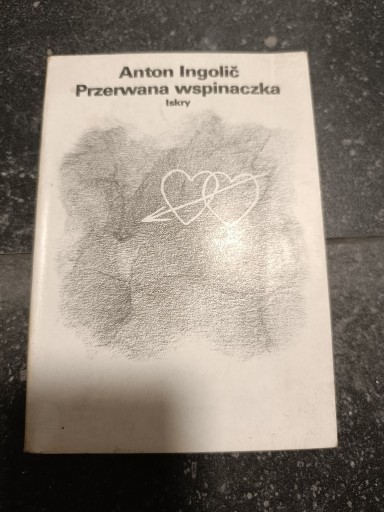 Anton Ingolič
Przerwana wspinaczka
Iskry